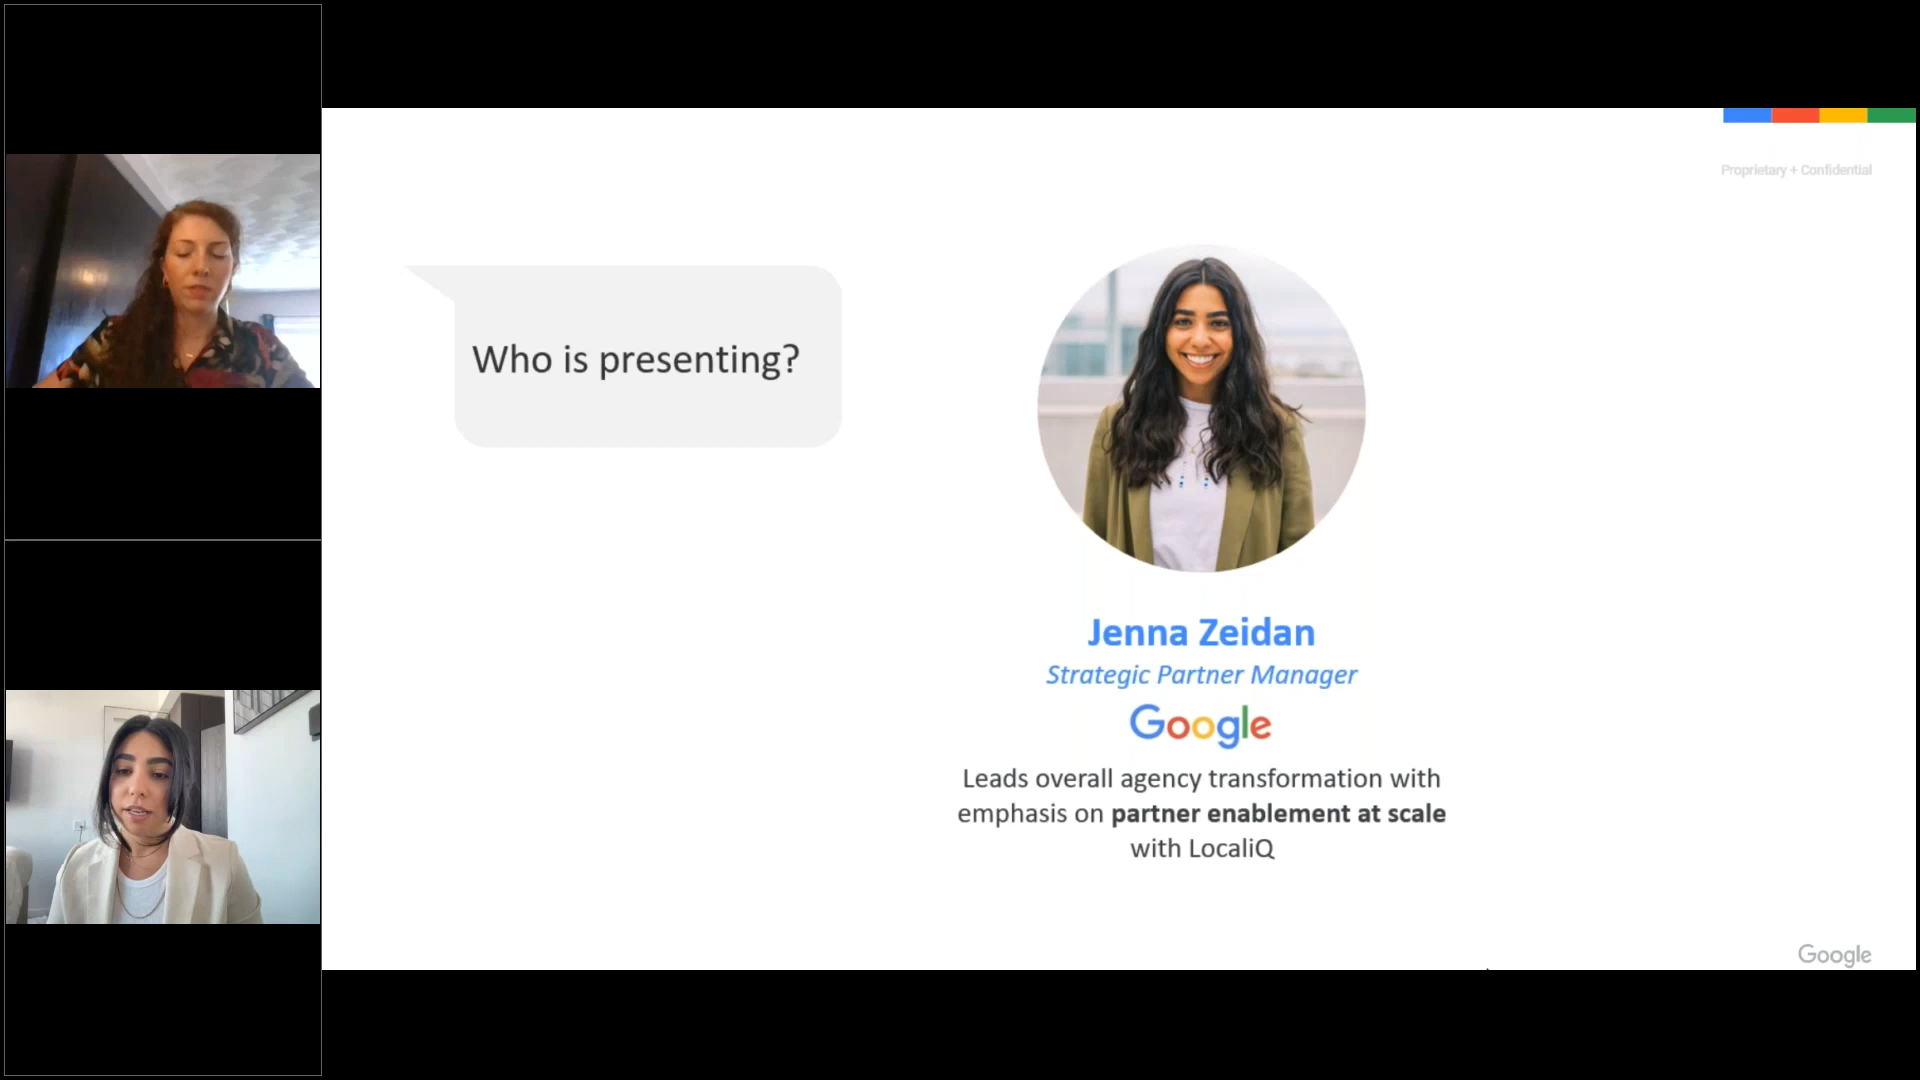 Proprietary + Confidential
Who is presenting?
Jenna Zeidan
Strategic Partner Manager
Google
Leads overall agency transformation with
emphasis on partner enablement at scale
with LocaliQ
Google